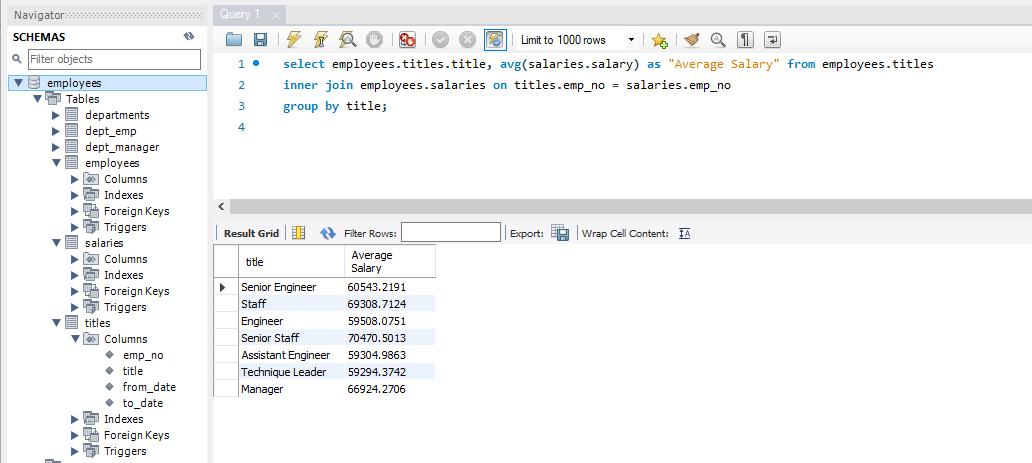 Navigator
SCHEMAS
Filter objects
employees
Tables
departments
dept_emp
dept_manager
employees
Columns
Indexes
Foreign Keys
Triggers
salaries
Columns
Indexes
Foreign Keys
Triggers
titles
Columns
emp_no
title
from_date
to_date
Indexes
Foreign Keys
Triggers
Query 1
Limit to 1000 rows
1 select employees.titles.title, avg(salaries.salary) as "Average Salary" from employees.titles
2 inner join employees.salaries on titles.emp_no = salaries.emp_no
3 group by title;
4
Result Grid Filter Rows: Export: Wrap Cell Content:
title Average Salary
Senior Engineer 60543.2191
Staff 69308.7124
Engineer 59508.0751
Senior Staff 70470.5013
Assistant Engineer 59304.9863
Technique Leader 59294.3742
Manager 66924.2706